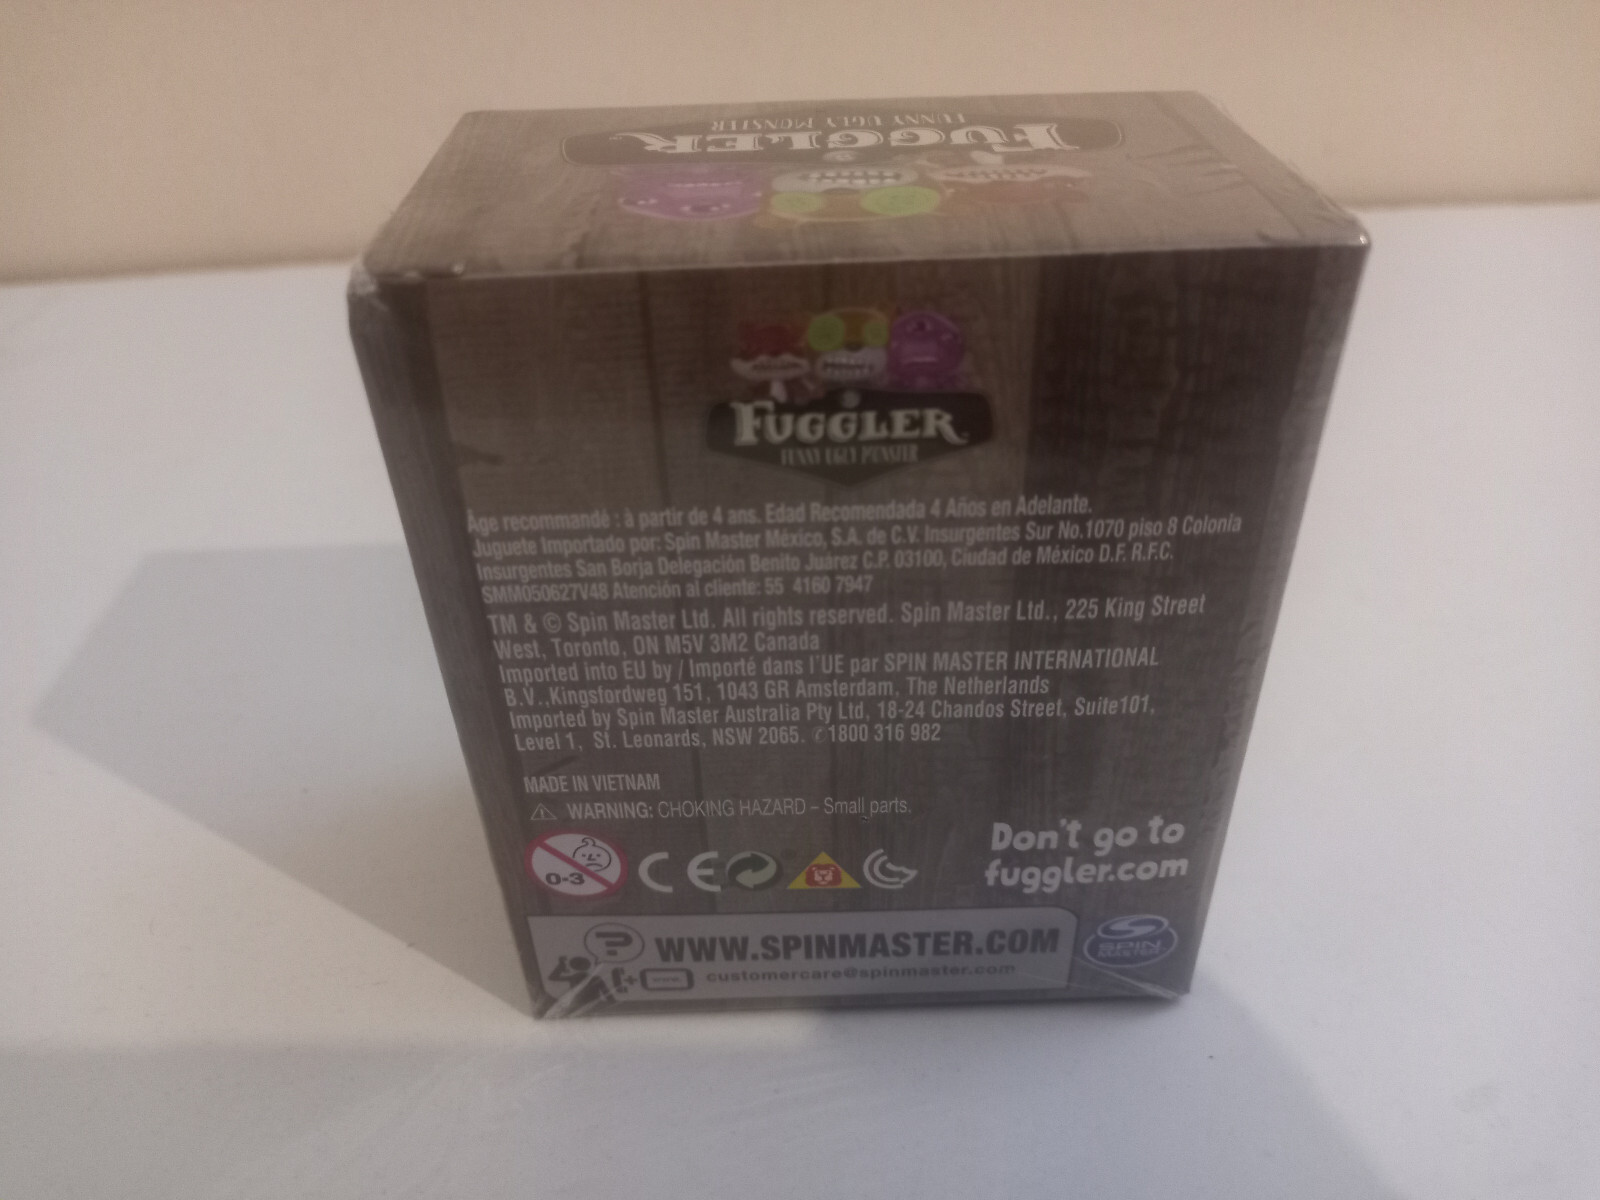 FUGGLER
FUNNY UGLY MONSTER
FUGGLER
FUNNY UGLY MONSTER
Âge recommandé : à partir de 4 ans. Edad Recomendada 4 Años en Adelante.
Juguete Importado por: Spin Master México, S.A. de C.V. Insurgentes Sur No.1070 piso 8 Colonia
Insurgentes San Borja Delegación Benito Juárez C.P. 03100, Ciudad de México D.F. R.F.C.
SMM050627V48 Atención al cliente: 55 4160 7947
TM & © Spin Master Ltd. All rights reserved. Spin Master Ltd., 225 King Street
West, Toronto, ON M5V 3M2 Canada
Imported into EU by / Importé dans l'UE par SPIN MASTER INTERNATIONAL
B.V.,Kingsfordweg 151, 1043 GR Amsterdam, The Netherlands
Imported by Spin Master Australia Pty Ltd, 18-24 Chandos Street, Suite101,
Level 1, St. Leonards, NSW 2065. ✆1800 316 982
MADE IN VIETNAM
⚠ WARNING: CHOKING HAZARD – Small parts.
Don't go to
fuggler.com
0-3 CE
WWW.SPINMASTER.COM
customercare@spinmaster.com
SPIN
MASTER